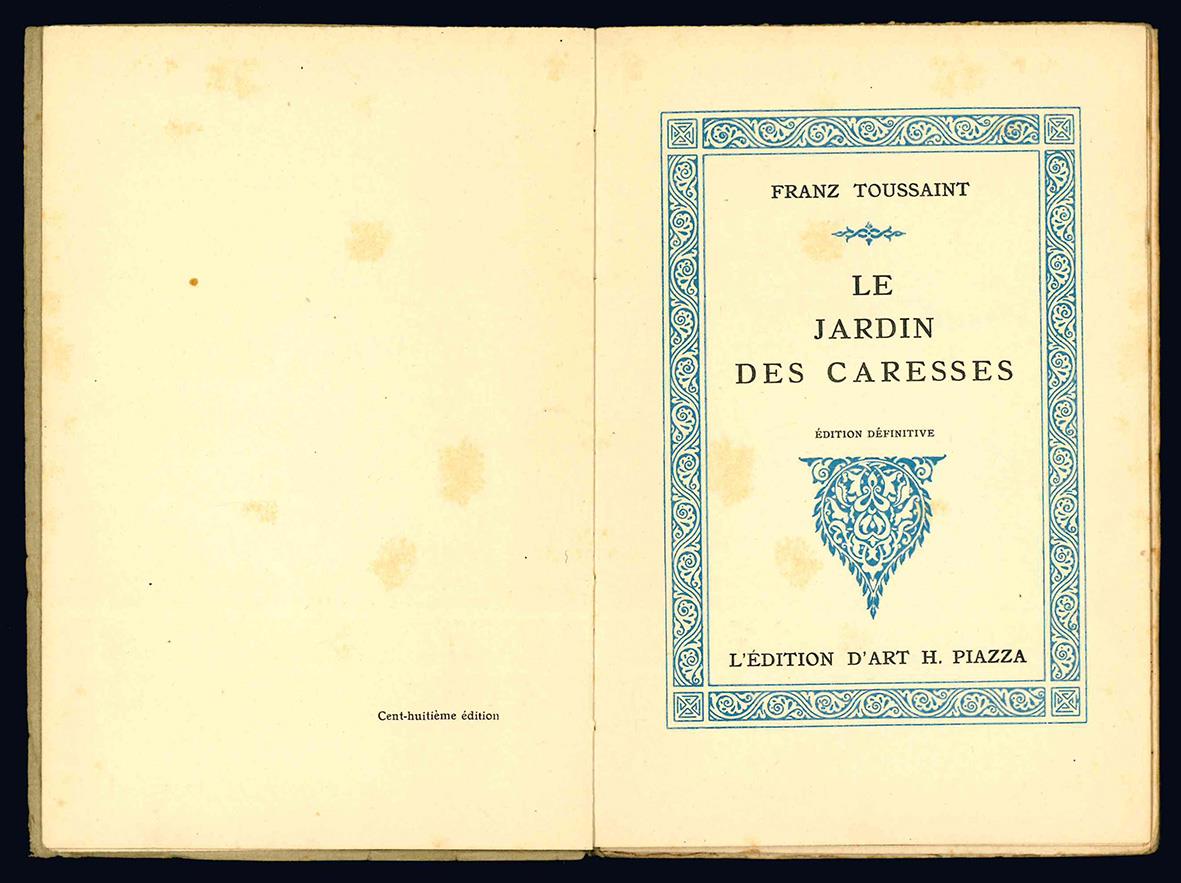 Cent-huitième édition
FRANZ TOUSSAINT
LE
JARDIN
DES CARESSES
ÉDITION DÉFINITIVE
L'ÉDITION D'ART H. PIAZZA